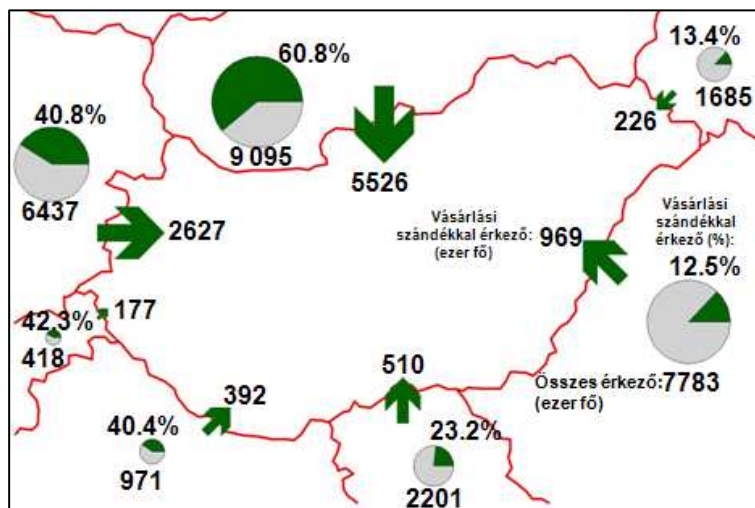 60.8%
9 095
5526
13.4%
1685
226
40.8%
6437
2627
Vásárlási
szándékkal érkező:
(ezer fő)
969
Vásárlási
szándékkal
érkező (%):
12.5%
Összes érkező:7783
(ezer fő)
42.3%
418
177
392
40.4%
971
510
23.2%
2201